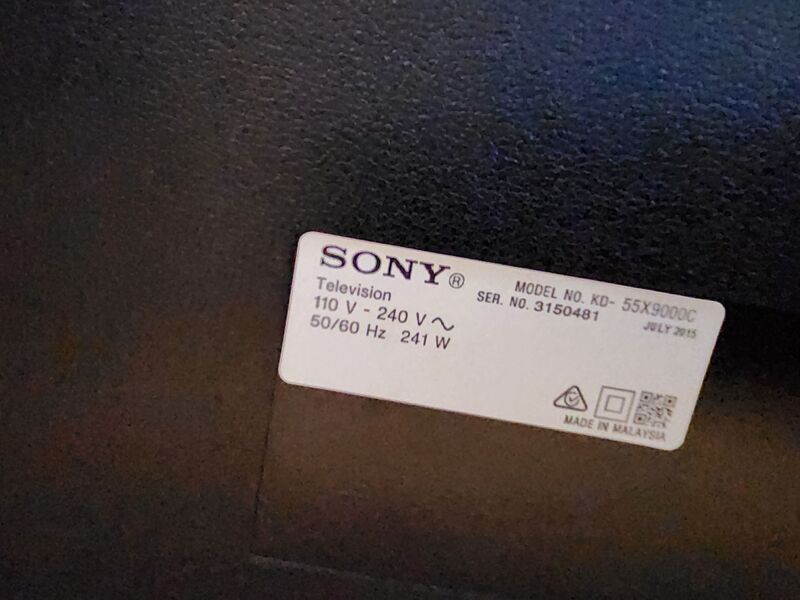 SONY®
Television
110 V - 240 V ~
50/60 Hz 241 W
MODEL NO. KD- 55X9000C
SER. NO. 3150481
JULY 2015
MADE IN MALAYSIA